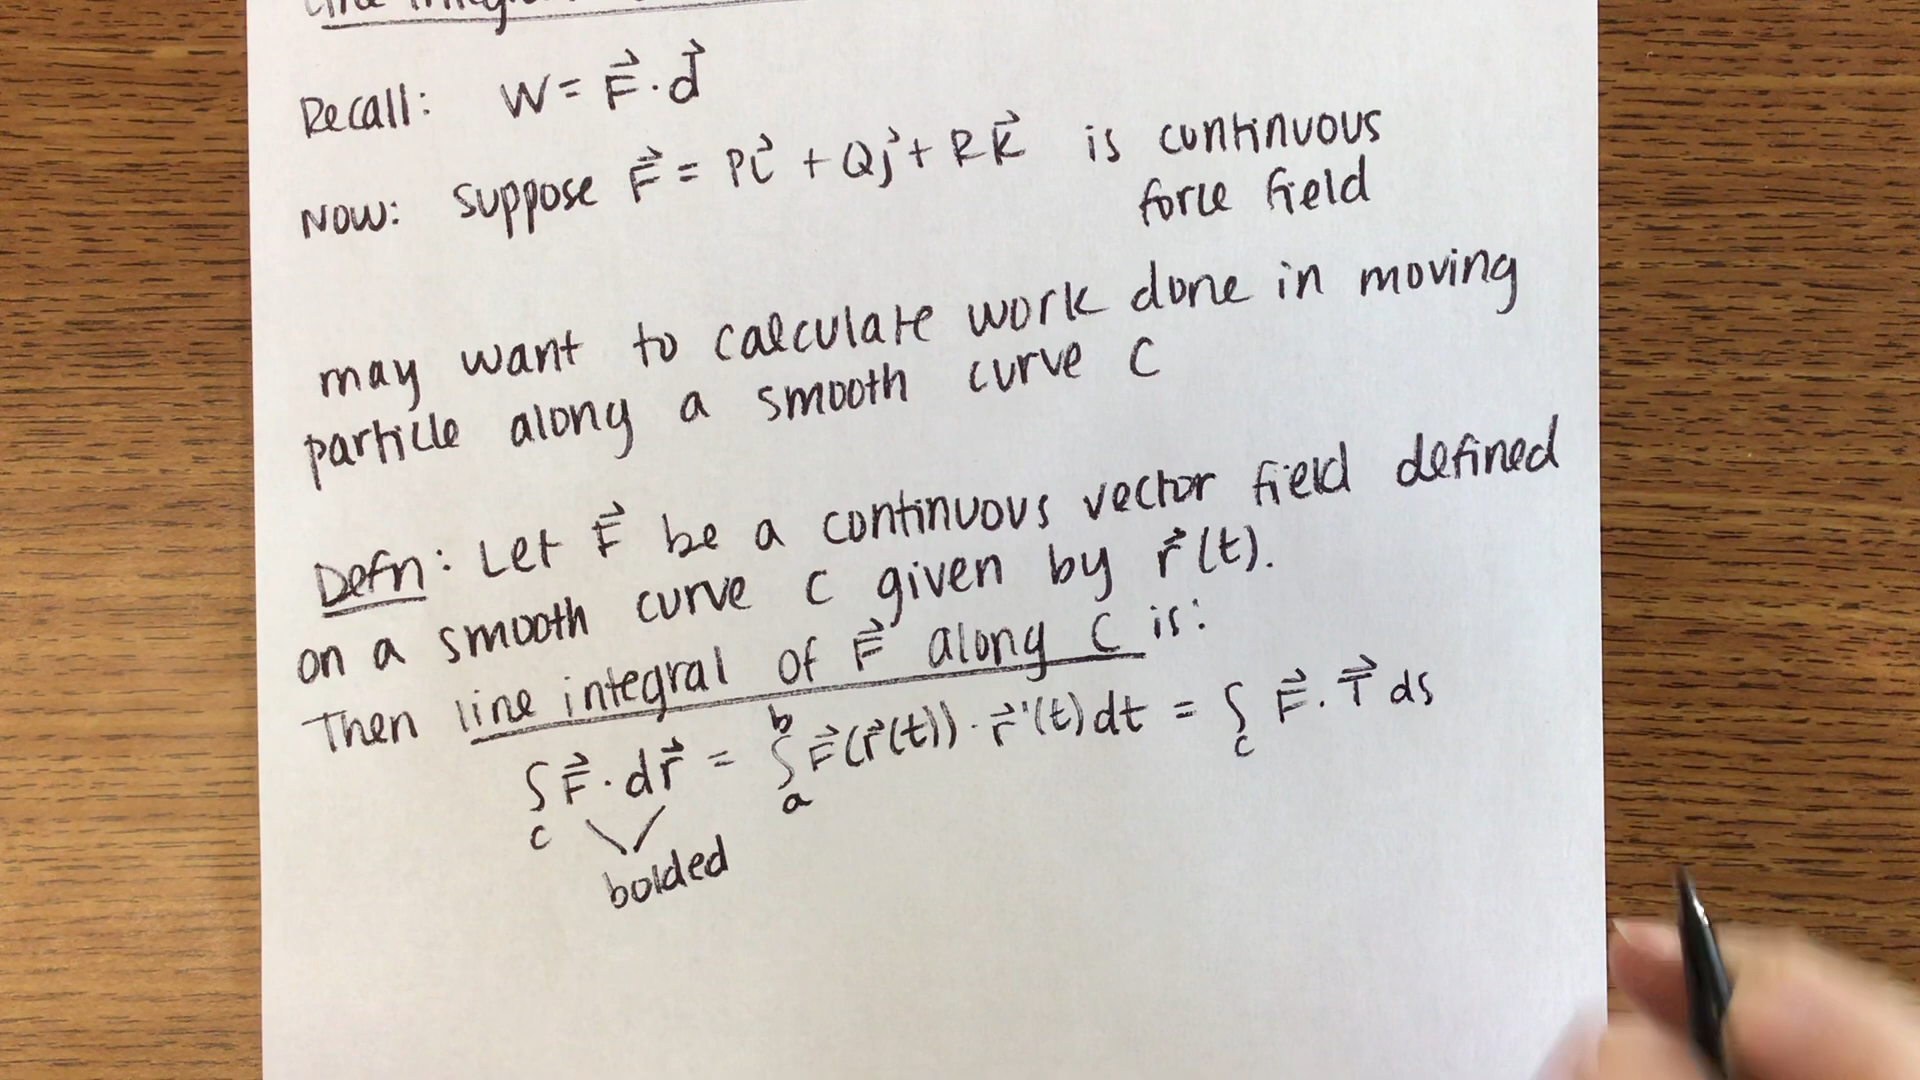 Line
Recall: W = F⃗ · d⃗
Now: suppose F⃗ = Pi⃗ + Qj⃗ + Rk⃗ is continuous
force field
may want to calculate work done in moving
particle along a smooth curve C
Defn: Let F⃗ be a continuous vector field defined
on a smooth curve C given by r⃗(t).
Then line integral of F⃗ along C is:
∫_C F⃗ · dr⃗ = ∫_a^b F⃗(r⃗(t)) · r⃗'(t) dt = ∫_C F⃗ · T⃗ ds
bolded